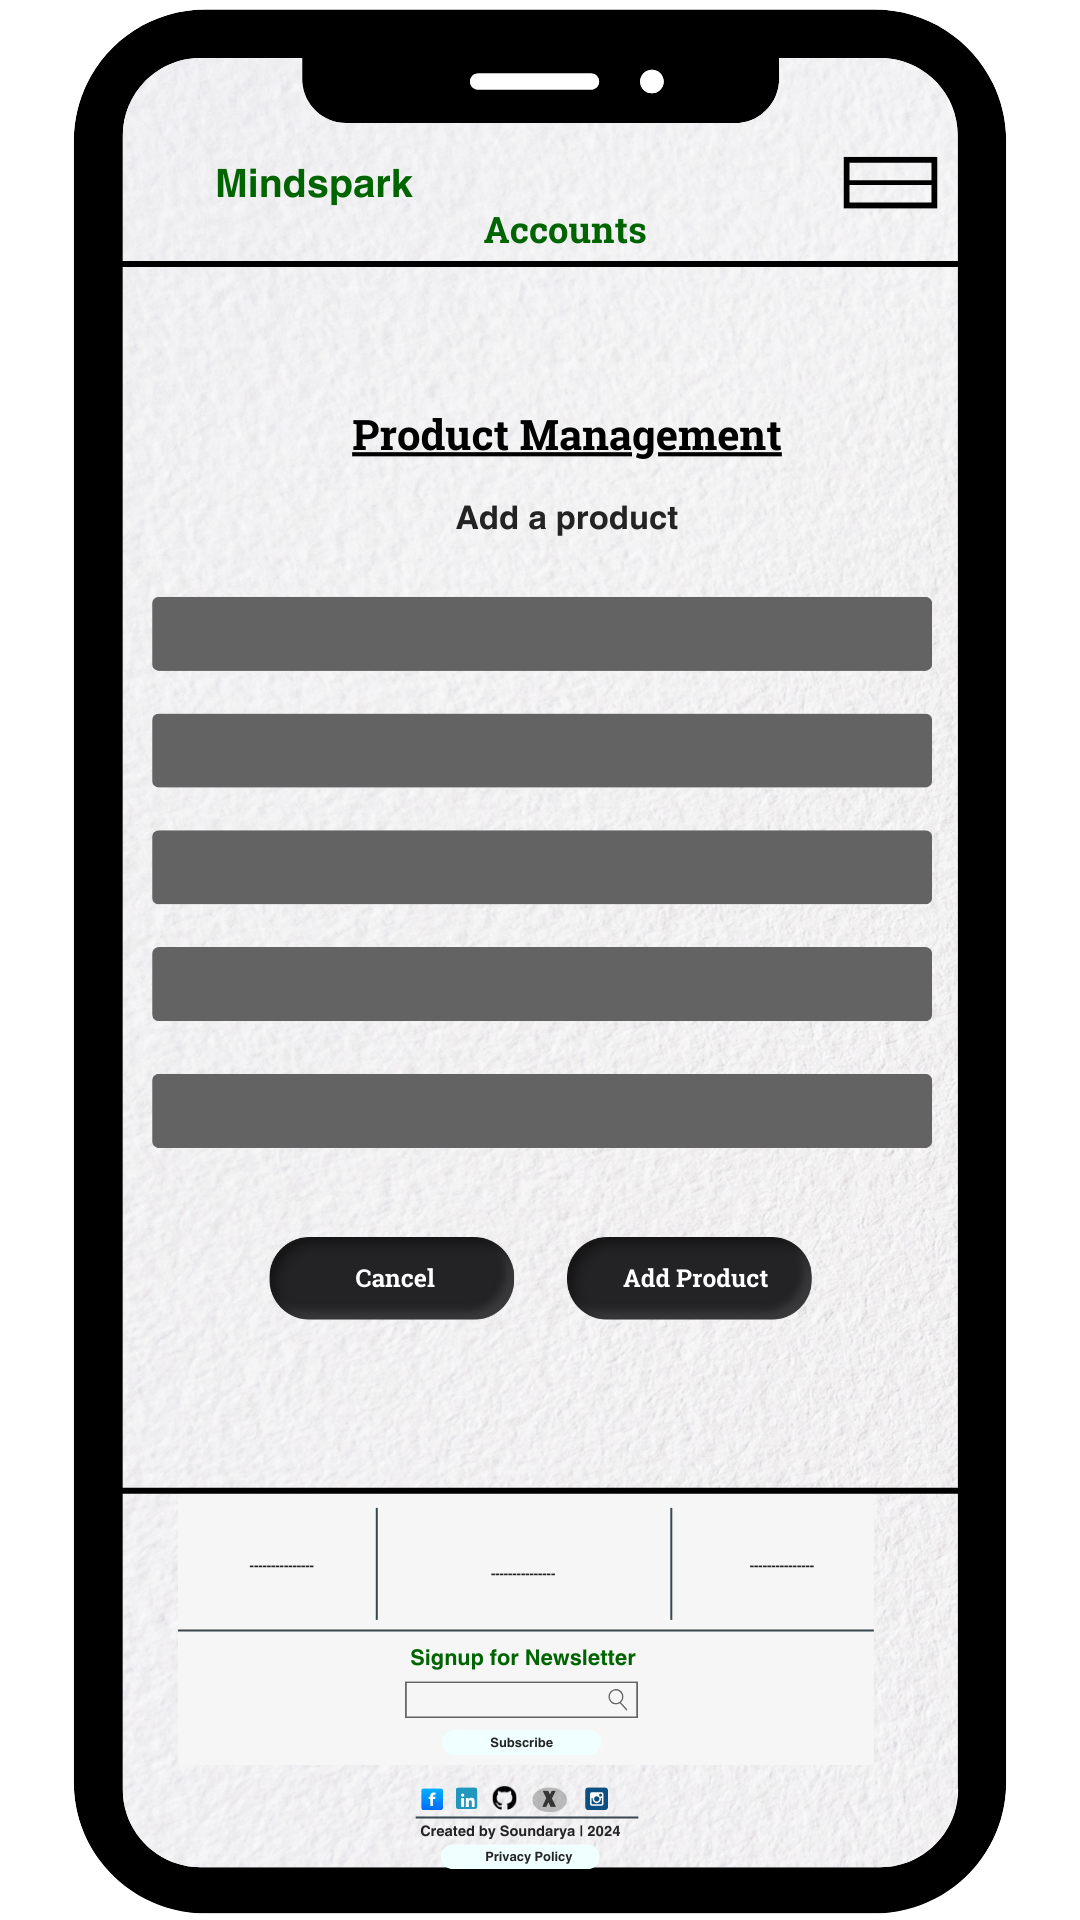 Mindspark
Accounts
Product Management
Add a product
Cancel
Add Product
---------------
---------------
---------------
Signup for Newsletter
Subscribe
f in X
Created by Soundarya | 2024
Privacy Policy